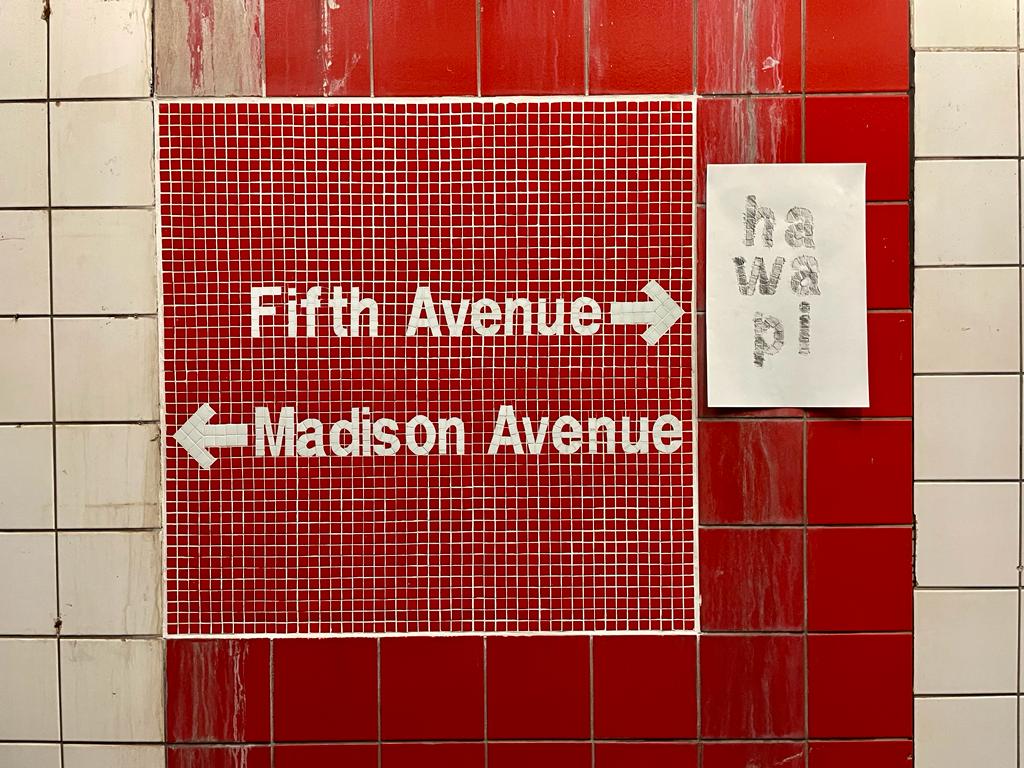 Fifth Avenue →
← Madison Avenue
ha
wa
pi